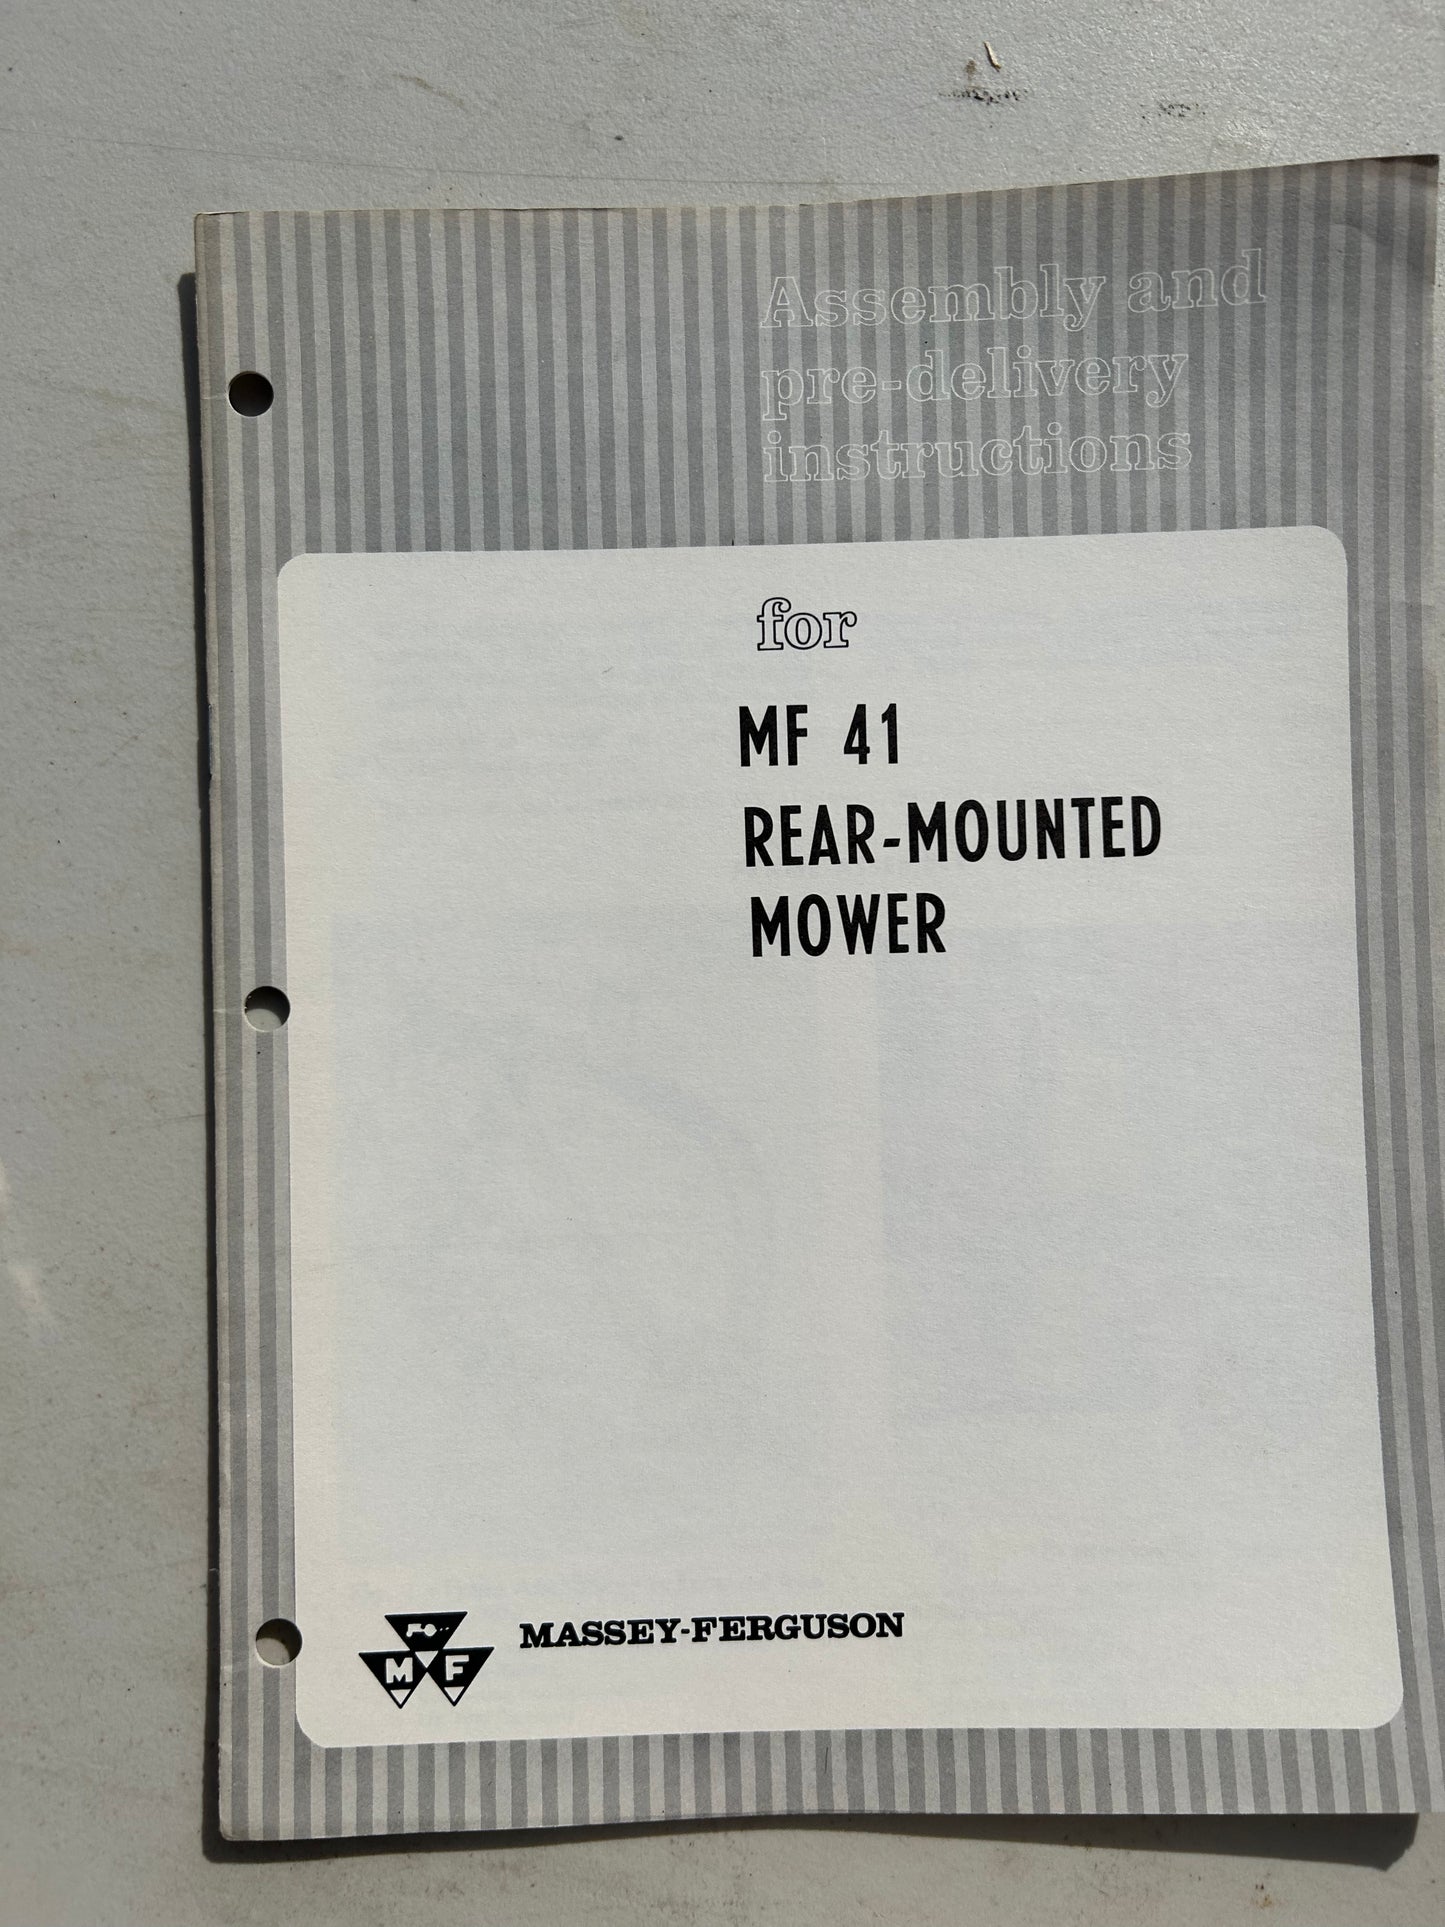 Assembly and
pre-delivery
instructions
for
MF 41
REAR-MOUNTED
MOWER
MF
MASSEY-FERGUSON